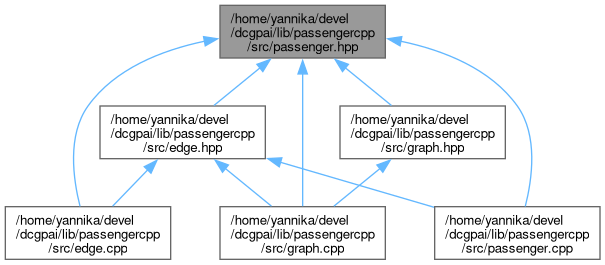 /home/yannika/devel
/dcgpai/lib/passengercpp
/src/passenger.hpp
/home/yannika/devel
/dcgpai/lib/passengercpp
/src/edge.hpp
/home/yannika/devel
/dcgpai/lib/passengercpp
/src/graph.hpp
/home/yannika/devel
/dcgpai/lib/passengercpp
/src/edge.cpp
/home/yannika/devel
/dcgpai/lib/passengercpp
/src/graph.cpp
/home/yannika/devel
/dcgpai/lib/passengercpp
/src/passenger.cpp